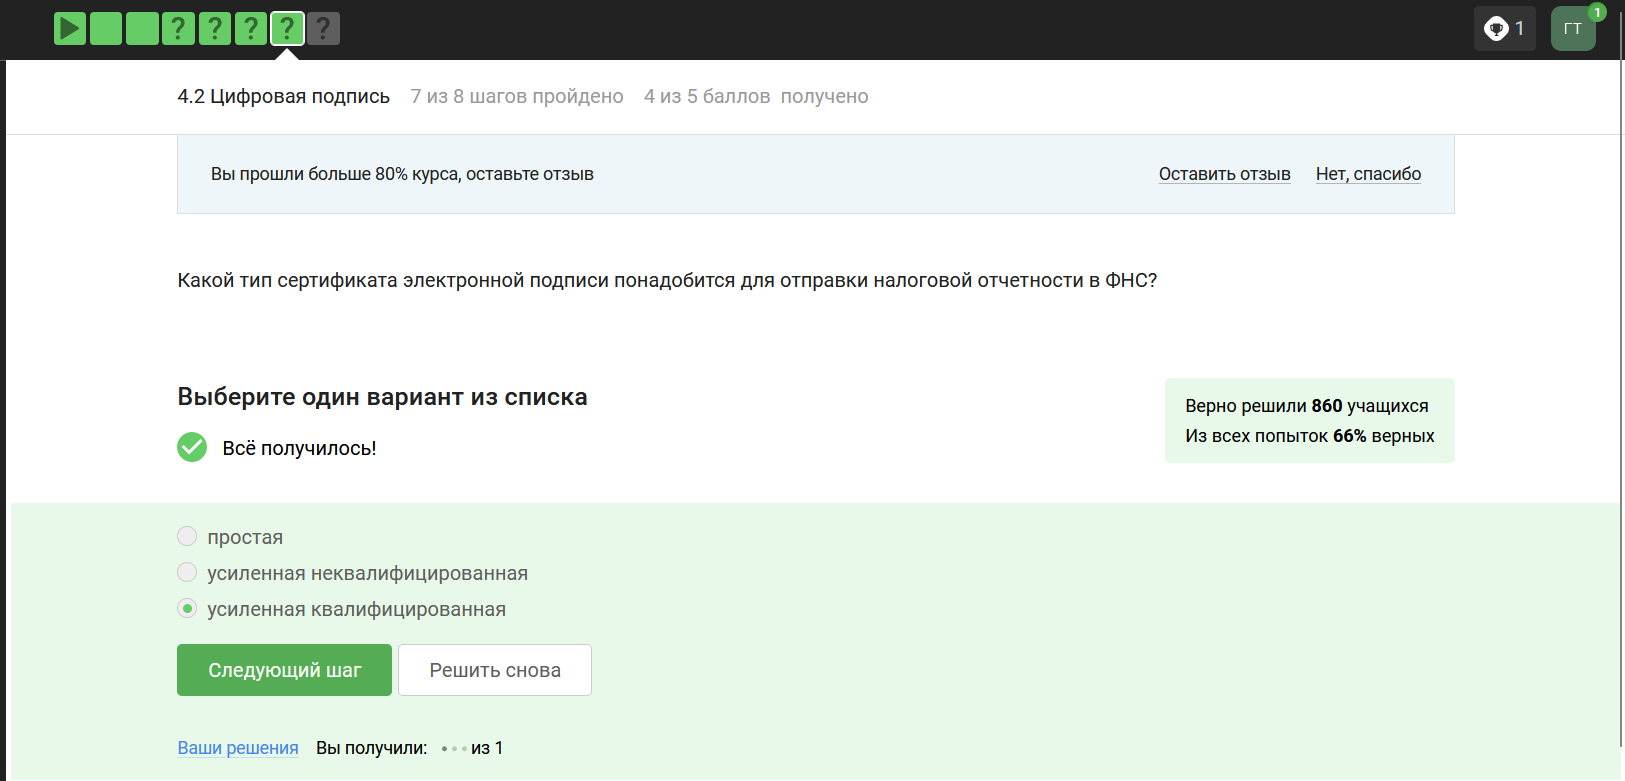 ? ? ? ? ?
1
ГТ
1
4.2 Цифровая подпись 7 из 8 шагов пройдено 4 из 5 баллов получено
Вы прошли больше 80% курса, оставьте отзыв
Оставить отзыв Нет, спасибо
Какой тип сертификата электронной подписи понадобится для отправки налоговой отчетности в ФНС?
Выберите один вариант из списка
Всё получилось!
Верно решили 860 учащихся
Из всех попыток 66% верных
простая
усиленная неквалифицированная
усиленная квалифицированная
Следующий шаг Решить снова
Ваши решения Вы получили: из 1